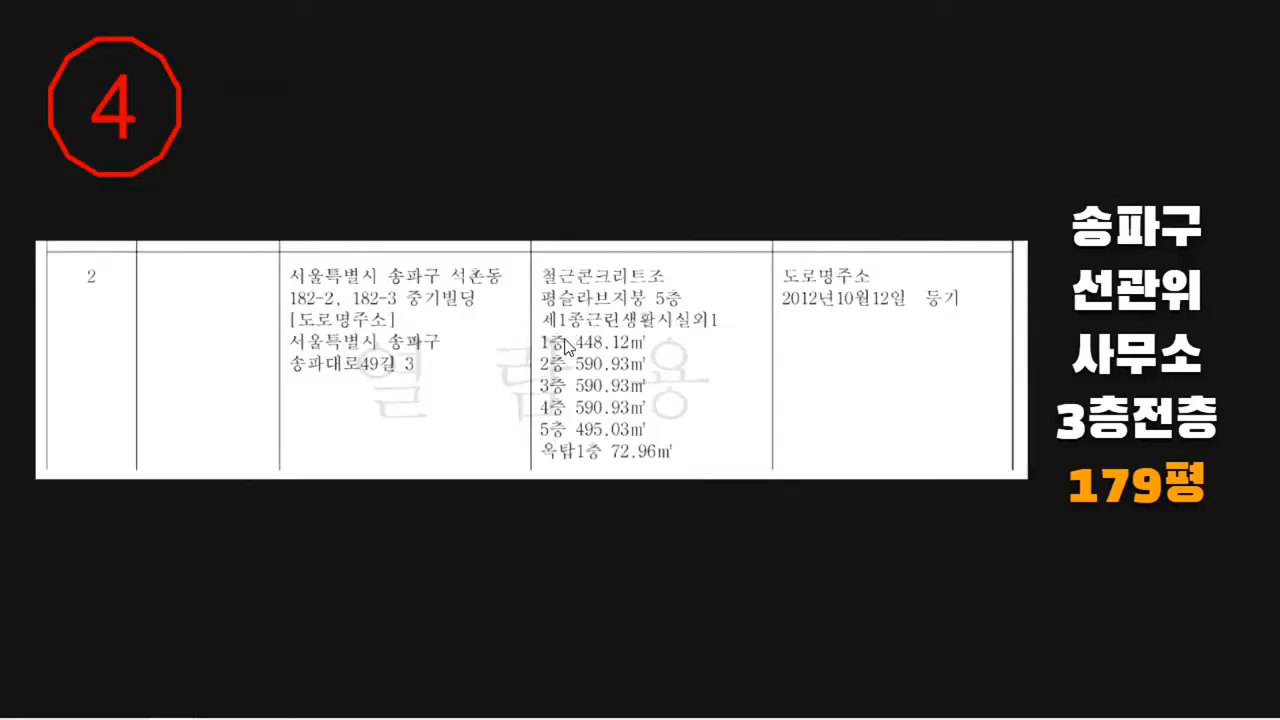 4
2
서울특별시 송파구 석촌동
182-2, 182-3 중기빌딩
[도로명주소]
서울특별시 송파구
송파대로49길 3
철근콘크리트조
평슬라브지붕 5층
제1종근린생활시실외1
1층 448.12㎡
2층 590.93㎡
3층 590.93㎡
4층 590.93㎡
5층 495.03㎡
옥탑1층 72.96㎡
도로명주소
2012년10월12일 등기
열 람 용
송파구
선관위
사무소
3층전층
179평